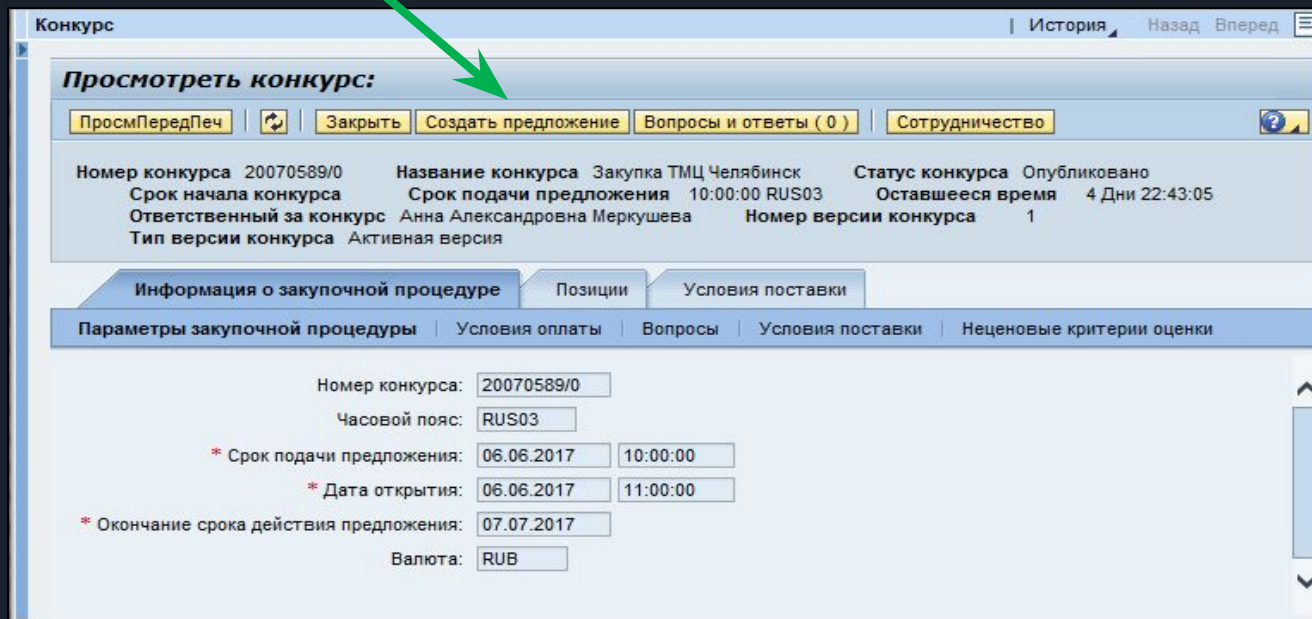 Конкурс | История Назад Вперед
Просмотреть конкурс:
ПросмПередПеч | | Закрыть Создать предложение Вопросы и ответы ( 0 ) | Сотрудничество
Номер конкурса 20070589/0 Название конкурса Закупка ТМЦ Челябинск Статус конкурса Опубликовано
Срок начала конкурса Срок подачи предложения 10:00:00 RUS03 Оставшееся время 4 Дни 22:43:05
Ответственный за конкурс Анна Александровна Меркушева Номер версии конкурса 1
Тип версии конкурса Активная версия
Информация о закупочной процедуре Позиции Условия поставки
Параметры закупочной процедуры | Условия оплаты | Вопросы | Условия поставки | Неценовые критерии оценки
Номер конкурса: 20070589/0
Часовой пояс: RUS03
* Срок подачи предложения: 06.06.2017 10:00:00
* Дата открытия: 06.06.2017 11:00:00
* Окончание срока действия предложения: 07.07.2017
Валюта: RUB